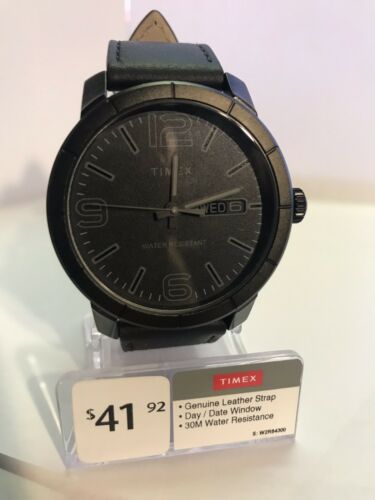 12
TIMEX
9
WED 6
WATER RESISTANT
6
TIMEX
$41 92
• Genuine Leather Strap
• Day / Date Window
• 30M Water Resistance
S: W2R64300